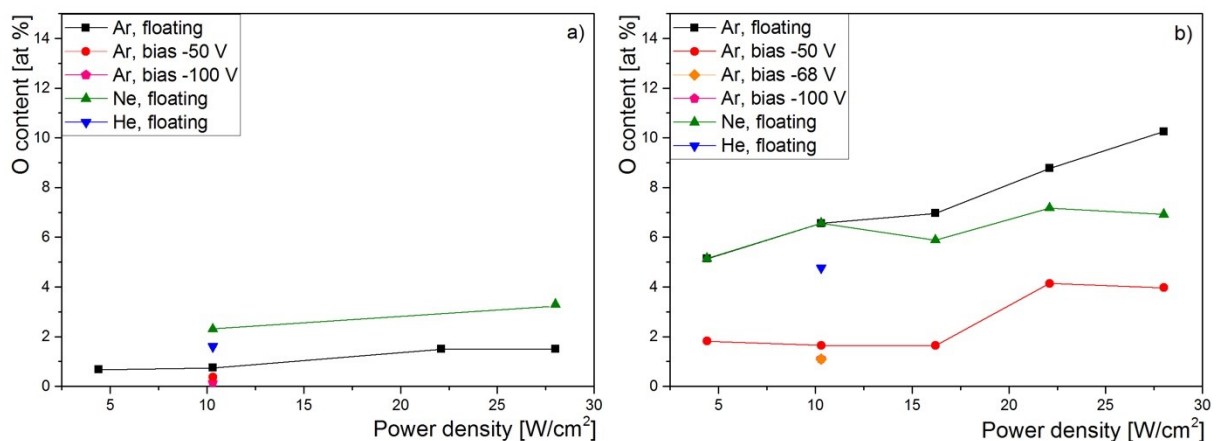 O content [at %]
14
12
10
8
6
4
2
0
Ar, floating
Ar, bias -50 V
Ar, bias -100 V
Ne, floating
He, floating
a)
5 10 15 20 25 30
Power density [W/cm²]
O content [at %]
14
12
10
8
6
4
2
0
Ar, floating
Ar, bias -50 V
Ar, bias -68 V
Ar, bias -100 V
Ne, floating
He, floating
b)
5 10 15 20 25 30
Power density [W/cm²]